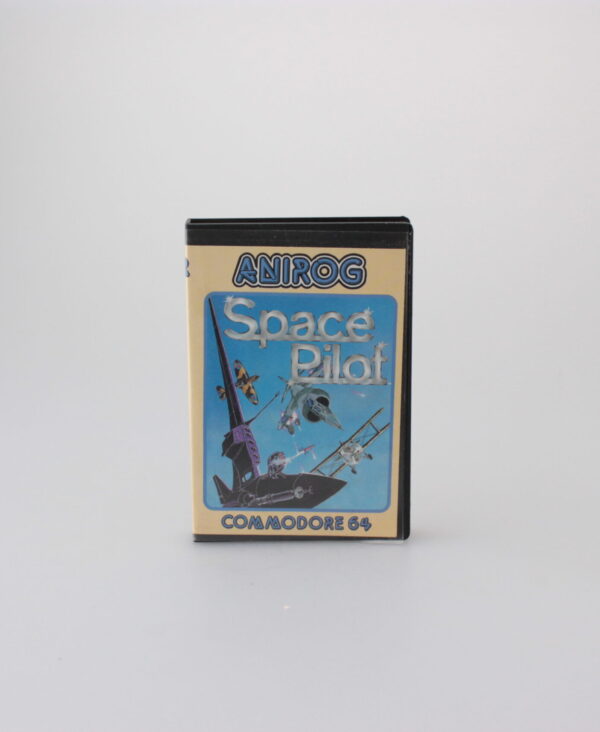 ANIROG
Space
Pilot
COMMODORE 64